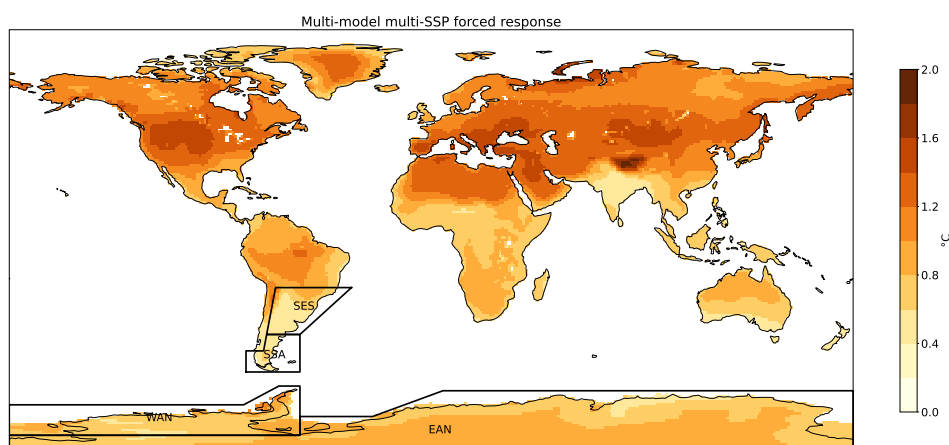 Multi-model multi-SSP forced response
2.0
1.6
1.2
°C
0.8
0.4
0.0
SES
SSA
WAN
EAN